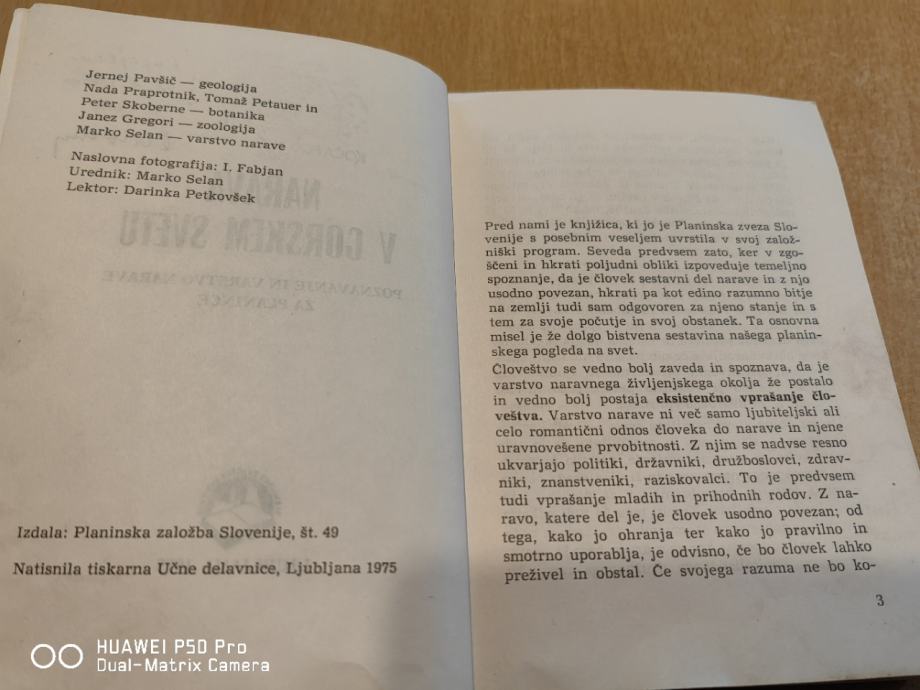 Jernej Pavšič — geologija
Nada Praprotnik, Tomaž Petauer in
Peter Skoberne — botanika
Janez Gregori — zoologija
Marko Selan — varstvo narave
Naslovna fotografija: I. Fabjan
Urednik: Marko Selan
Lektor: Darinka Petkovšek
NARAVA
V GORSKEM SVETU
POZNAVANJE IN VARSTVO NARAVE
ZA PLANINCE
Izdala: Planinska založba Slovenije, št. 49
Natisnila tiskarna Učne delavnice, Ljubljana 1975
Pred nami je knjižica, ki jo je Planinska zveza Slo-
venije s posebnim veseljem uvrstila v svoj založ-
niški program. Seveda predvsem zato, ker v zgo-
ščeni in hkrati poljudni obliki izpoveduje temeljno
spoznanje, da je človek sestavni del narave in z njo
usodno povezan, hkrati pa kot edino razumno bitje
na zemlji tudi sam odgovoren za njeno stanje in s
tem za svoje počutje in svoj obstanek. Ta osnovna
misel je že dolgo bistvena sestavina našega planin-
skega pogleda na svet.
Človeštvo se vedno bolj zaveda in spoznava, da je
varstvo naravnega življenjskega okolja že postalo
in vedno bolj postaja eksistenčno vprašanje člo-
veštva. Varstvo narave ni več samo ljubiteljski ali
celo romantični odnos človeka do narave in njene
uravnovešene prvobitnosti. Z njim se nadvse resno
ukvarjajo politiki, državniki, družboslovci, zdrav-
niki, znanstveniki, raziskovalci. To je predvsem
tudi vprašanje mladih in prihodnih rodov. Z na-
ravo, katere del je, je človek usodno povezan; od
tega, kako jo ohranja ter kako jo pravilno in
smotrno uporablja, je odvisno, če bo človek lahko
preživel in obstal. Če svojega razuma ne bo ko-
3
HUAWEI P50 Pro
Dual-Matrix Camera